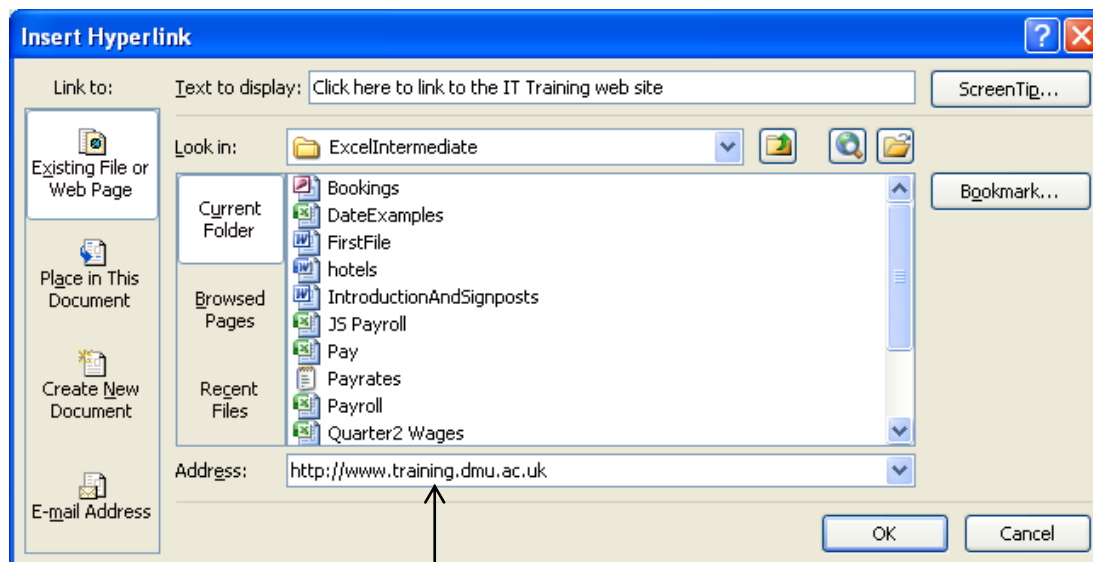 Insert Hyperlink
Link to:
Text to display: Click here to link to the IT Training web site
ScreenTip...
Existing File or
Web Page
Place in This
Document
Create New
Document
E-mail Address
Look in: ExcelIntermediate
Current
Folder
Browsed
Pages
Recent
Files
Bookings
DateExamples
FirstFile
hotels
IntroductionAndSignposts
JS Payroll
Pay
Payrates
Payroll
Quarter2 Wages
Bookmark...
Address: http://www.training.dmu.ac.uk
OK
Cancel